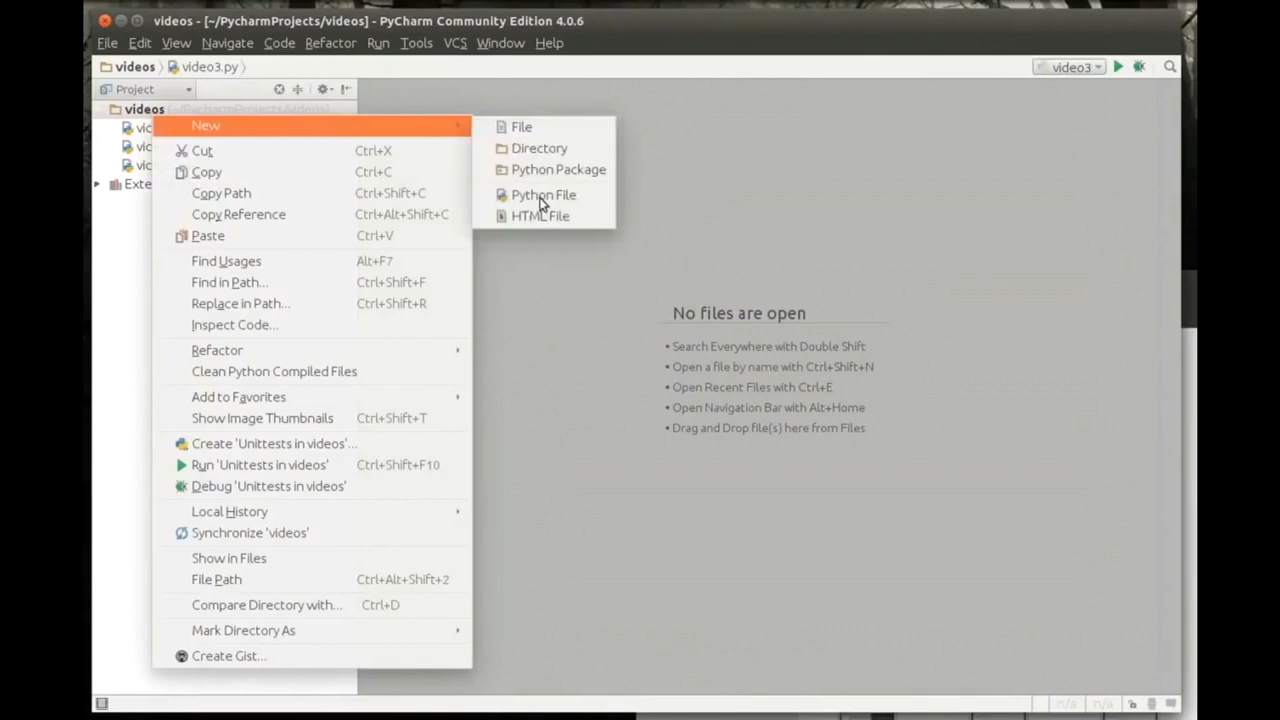 videos - [~/PycharmProjects/videos] - PyCharm Community Edition 4.0.6
File Edit View Navigate Code Refactor Run Tools VCS Window Help
videos video3.py video3
Project
videos (~/PycharmProjects/videos)
New
vic
vic
vic
Exte
Cut Ctrl+X
Copy Ctrl+C
Copy Path Ctrl+Shift+C
Copy Reference Ctrl+Alt+Shift+C
Paste Ctrl+V
Find Usages Alt+F7
Find in Path... Ctrl+Shift+F
Replace in Path... Ctrl+Shift+R
Inspect Code...
Refactor
Clean Python Compiled Files
Add to Favorites
Show Image Thumbnails Ctrl+Shift+T
Create 'Unittests in videos'...
Run 'Unittests in videos' Ctrl+Shift+F10
Debug 'Unittests in videos'
Local History
Synchronize 'videos'
Show in Files
File Path Ctrl+Alt+Shift+2
Compare Directory with... Ctrl+D
Mark Directory As
Create Gist...
File
Directory
Python Package
Python File
HTML File
No files are open
• Search Everywhere with Double Shift
• Open a file by name with Ctrl+Shift+N
• Open Recent Files with Ctrl+E
• Open Navigation Bar with Alt+Home
• Drag and Drop file(s) here from Files
n/a n/a